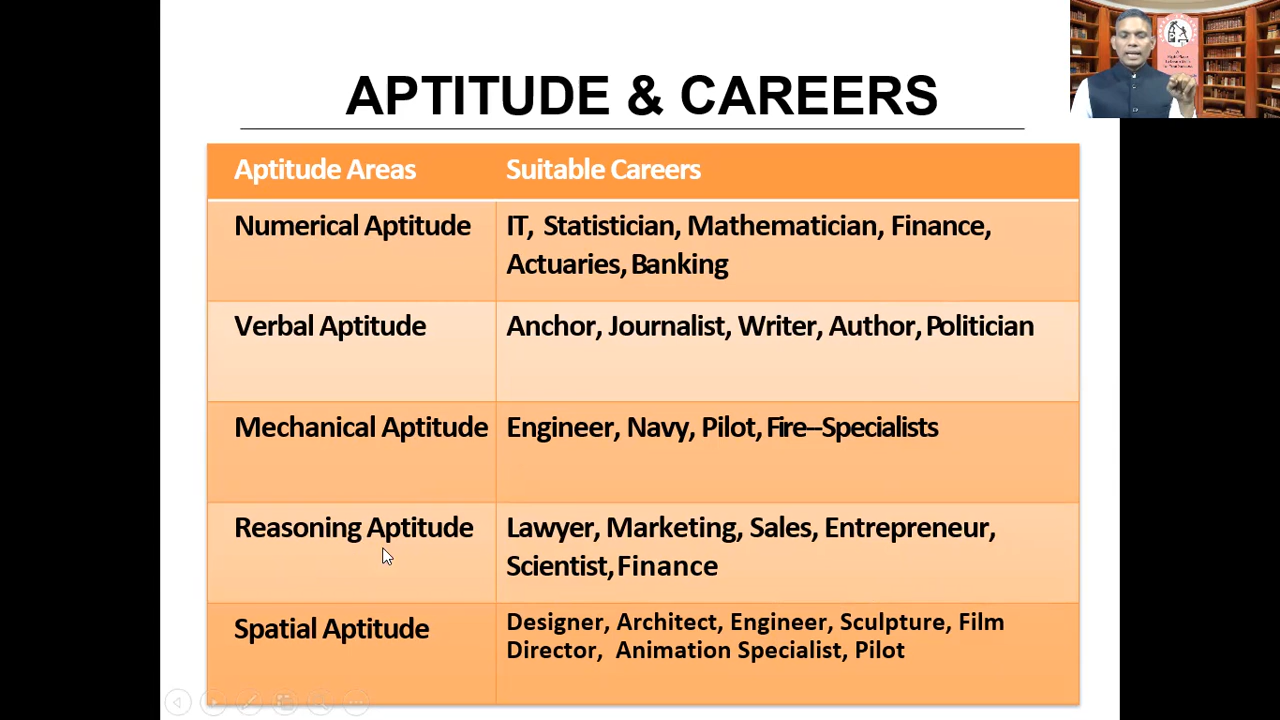 APTITUDE & CAREERS
Aptitude Areas
Suitable Careers
Numerical Aptitude
IT, Statistician, Mathematician, Finance,
Actuaries, Banking
Verbal Aptitude
Anchor, Journalist, Writer, Author, Politician
Mechanical Aptitude
Engineer, Navy, Pilot, Fire–Specialists
Reasoning Aptitude
Lawyer, Marketing, Sales, Entrepreneur,
Scientist, Finance
Spatial Aptitude
Designer, Architect, Engineer, Sculpture, Film
Director, Animation Specialist, Pilot